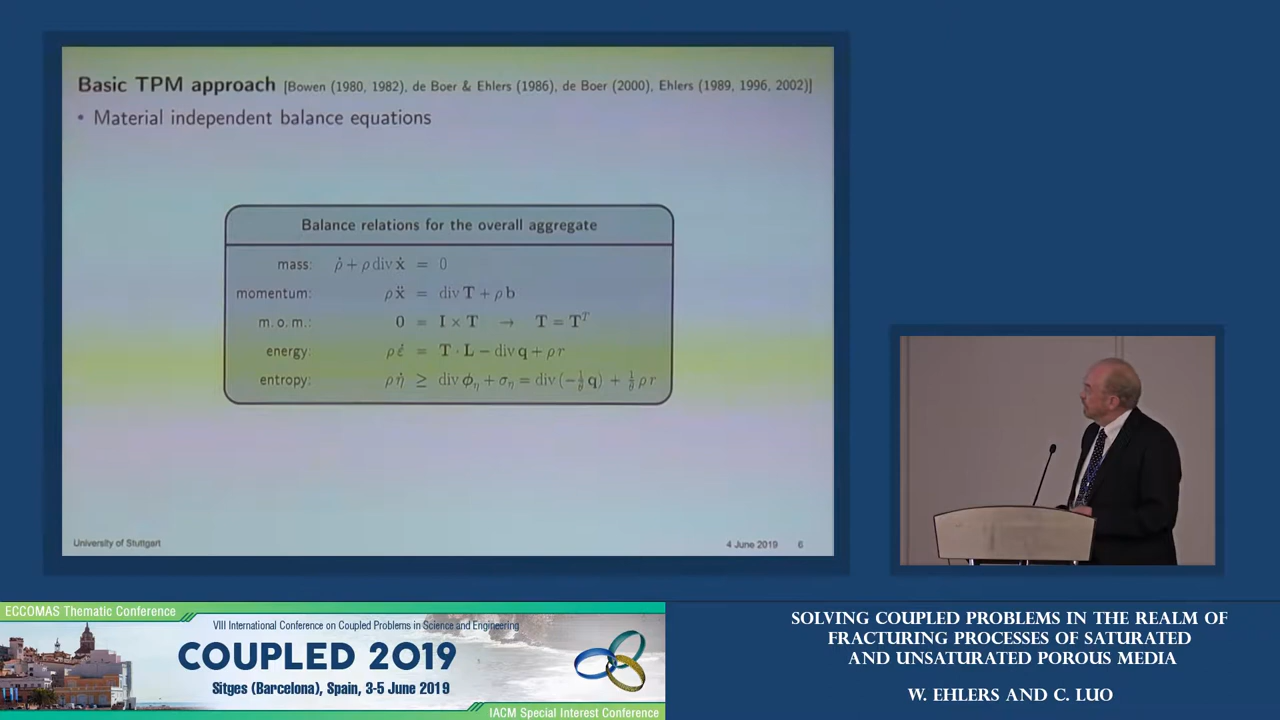 Basic TPM approach [Bowen (1980, 1982), de Boer & Ehlers (1986), de Boer (2000), Ehlers (1989, 1996, 2002)]
• Material independent balance equations
Balance relations for the overall aggregate
mass: ρ̇ + ρ div ẋ = 0
momentum: ρ ẍ = div T + ρ b
m. o. m.: 0 = I × T → T = Tᵀ
energy: ρ ε̇ = T · L − div q + ρ r
entropy: ρ η̇ ≥ div ϕ_η + σ_η = div (−1/θ q) + 1/θ ρ r
University of Stuttgart
4 June 2019 6
ECCOMAS Thematic Conference
VIII International Conference on Coupled Problems in Science and Engineering
COUPLED 2019
Sitges (Barcelona), Spain, 3-5 June 2019
IACM Special Interest Conference
SOLVING COUPLED PROBLEMS IN THE REALM OF
FRACTURING PROCESSES OF SATURATED
AND UNSATURATED POROUS MEDIA
W. EHLERS AND C. LUO